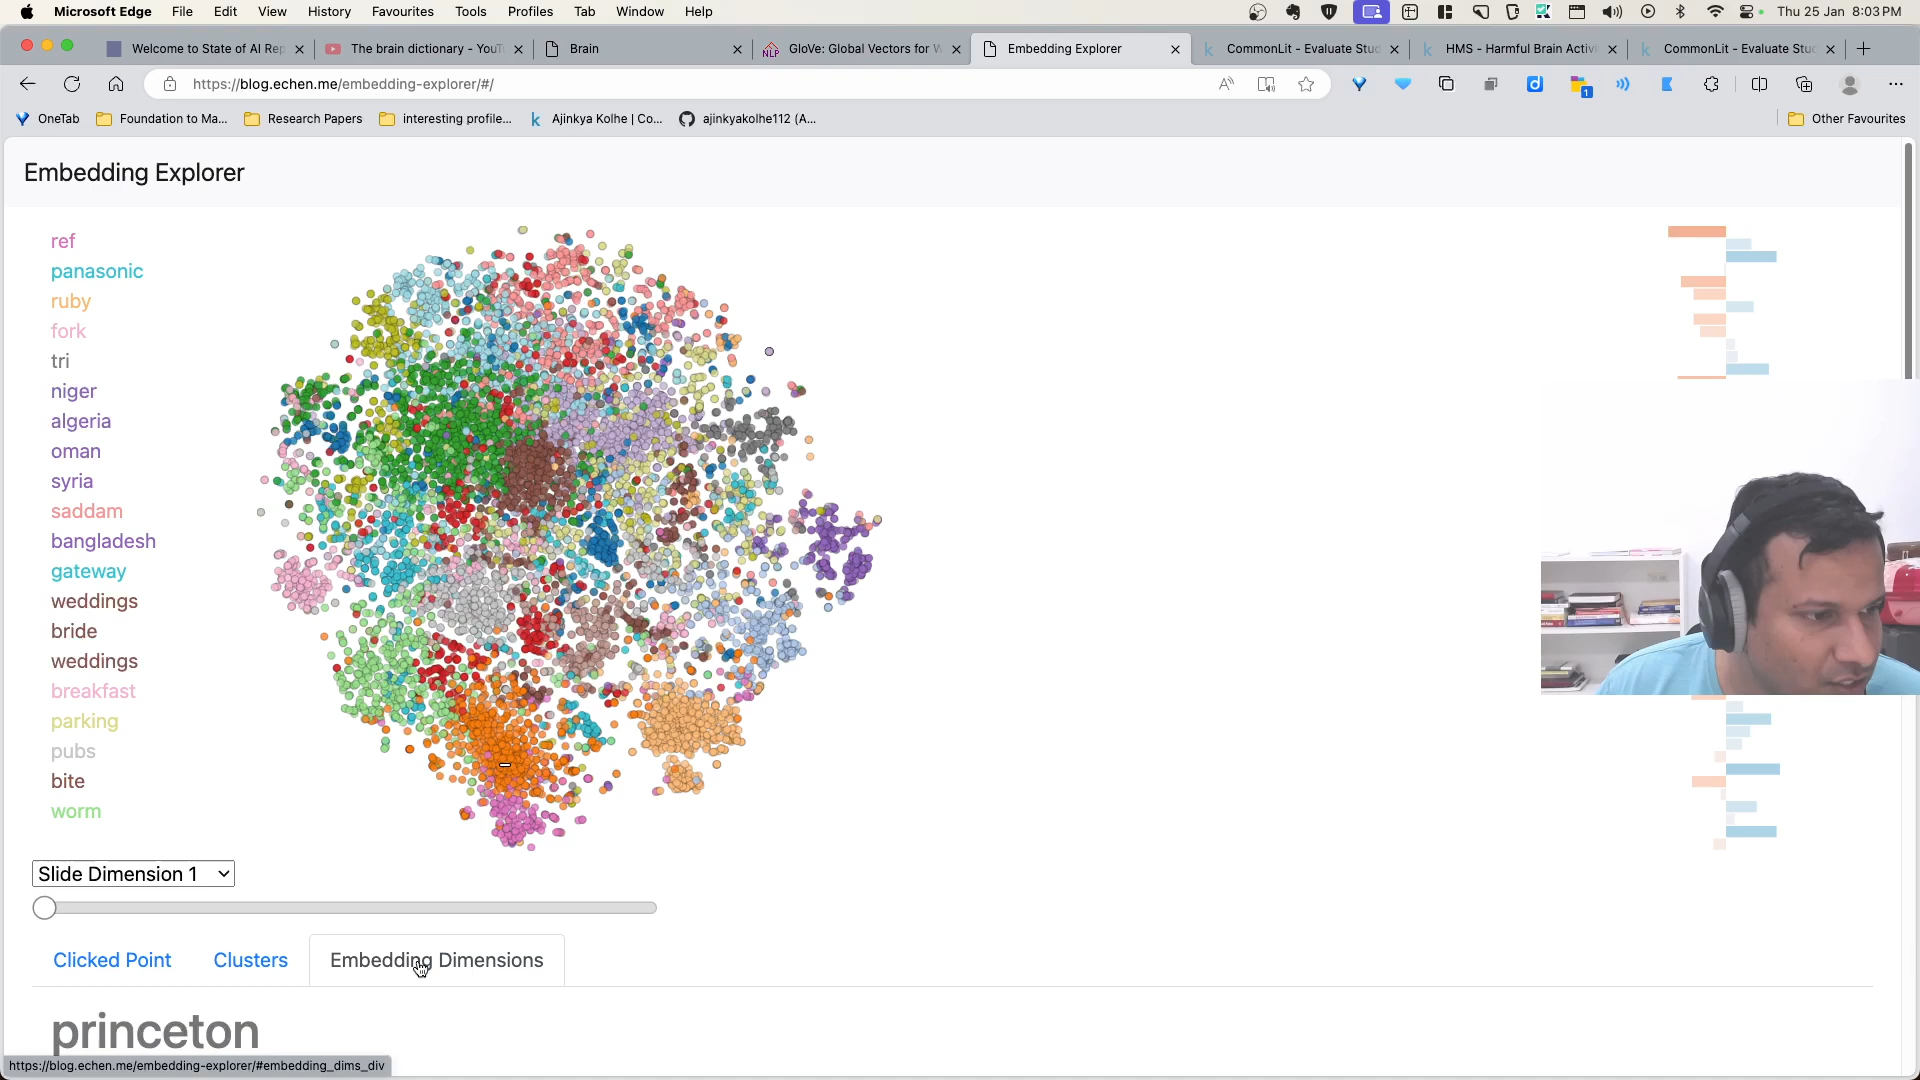 Microsoft Edge File Edit View History Favourites Tools Profiles Tab Window Help Thu 25 Jan 8:03 PM
Welcome to State of AI Rep The brain dictionary - YouT Brain GloVe: Global Vectors for W Embedding Explorer CommonLit - Evaluate Stud HMS - Harmful Brain Activi CommonLit - Evaluate Stud
https://blog.echen.me/embedding-explorer/#/
OneTab Foundation to Ma... Research Papers interesting profile... Ajinkya Kolhe | Co... ajinkyakolhe112 (A... Other Favourites
Embedding Explorer
ref
panasonic
ruby
fork
tri
niger
algeria
oman
syria
saddam
bangladesh
gateway
weddings
bride
weddings
breakfast
parking
pubs
bite
worm
Slide Dimension 1
Clicked Point Clusters Embedding Dimensions
princeton
https://blog.echen.me/embedding-explorer/#embedding_dims_div